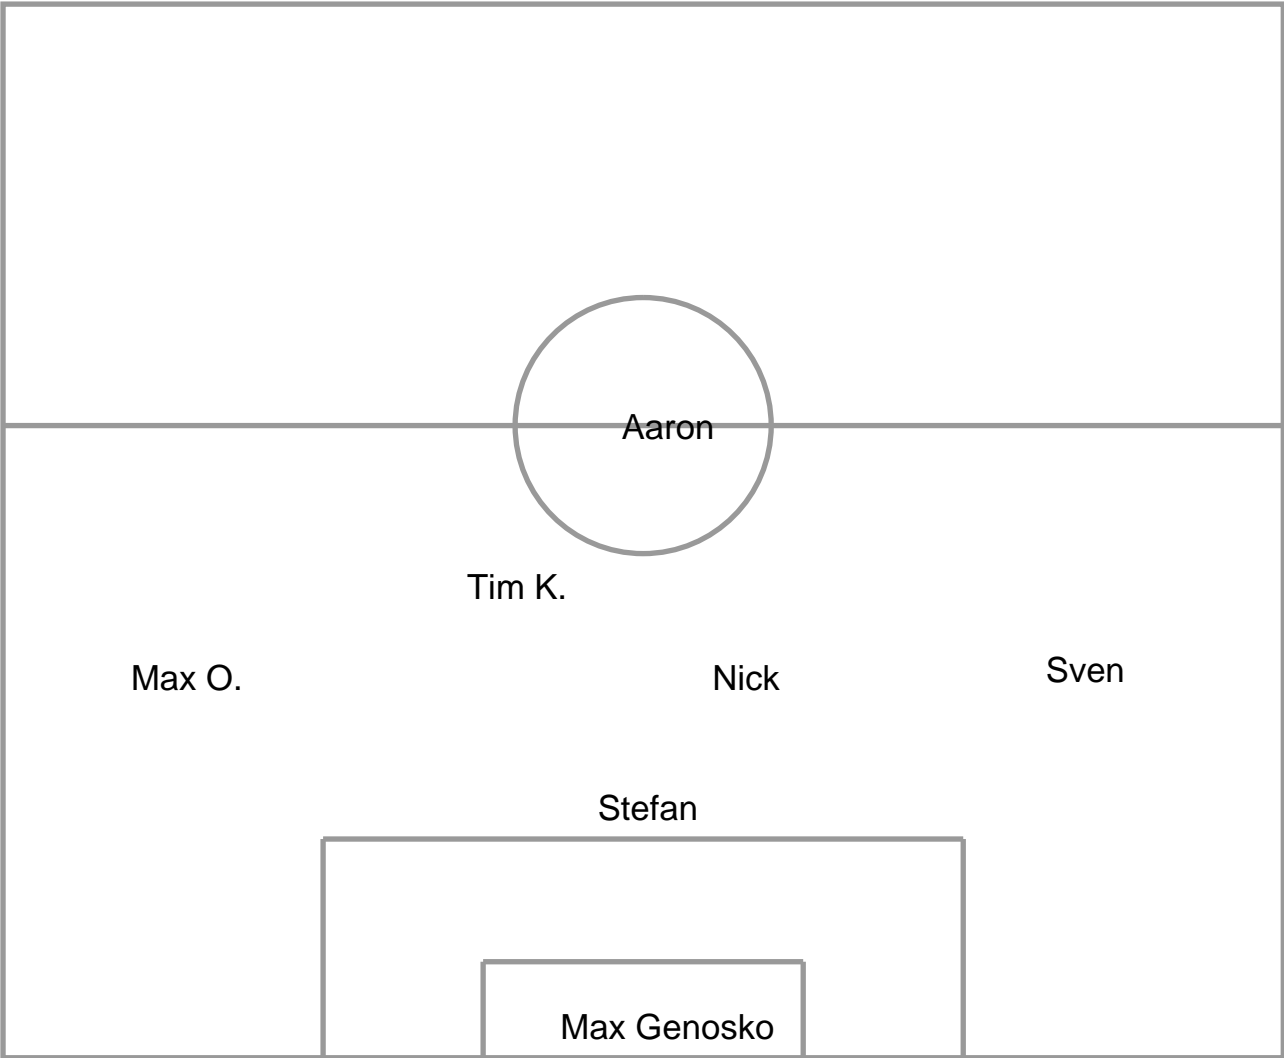 Aaron
Tim K.
Max O.
Nick
Sven
Stefan
Max Genosko